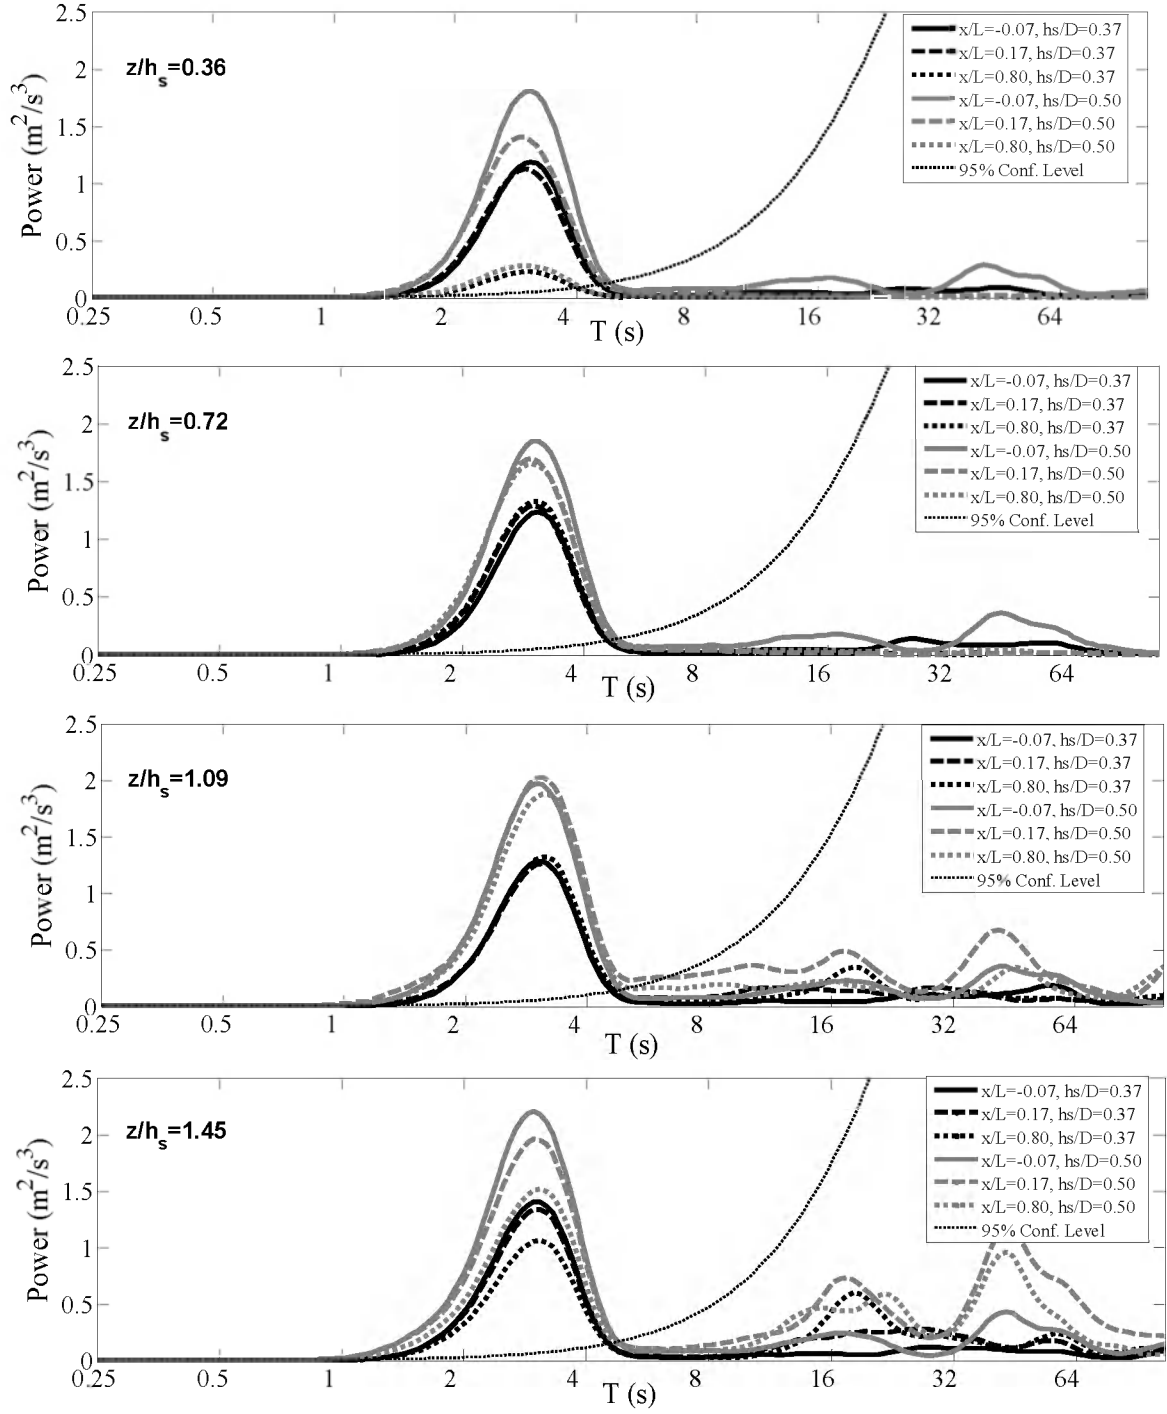 2.5
2
1.5
1
0.5
0
Power (m²/s³)
z/hₛ=0.36
x/L=-0.07, hs/D=0.37
x/L=0.17, hs/D=0.37
x/L=0.80, hs/D=0.37
x/L=-0.07, hs/D=0.50
x/L=0.17, hs/D=0.50
x/L=0.80, hs/D=0.50
95% Conf. Level
0.25 0.5 1 2 4 8 16 32 64
T (s)
2.5
2
1.5
1
0.5
0
Power (m²/s³)
z/hₛ=0.72
x/L=-0.07, hs/D=0.37
x/L=0.17, hs/D=0.37
x/L=0.80, hs/D=0.37
x/L=-0.07, hs/D=0.50
x/L=0.17, hs/D=0.50
x/L=0.80, hs/D=0.50
95% Conf. Level
0.25 0.5 1 2 4 8 16 32 64
T (s)
2.5
2
1.5
1
0.5
0
Power (m²/s³)
z/hₛ=1.09
x/L=-0.07, hs/D=0.37
x/L=0.17, hs/D=0.37
x/L=0.80, hs/D=0.37
x/L=-0.07, hs/D=0.50
x/L=0.17, hs/D=0.50
x/L=0.80, hs/D=0.50
95% Conf. Level
0.25 0.5 1 2 4 8 16 32 64
T (s)
2.5
2
1.5
1
0.5
0
Power (m²/s³)
z/hₛ=1.45
x/L=-0.07, hs/D=0.37
x/L=0.17, hs/D=0.37
x/L=0.80, hs/D=0.37
x/L=-0.07, hs/D=0.50
x/L=0.17, hs/D=0.50
x/L=0.80, hs/D=0.50
95% Conf. Level
0.25 0.5 1 2 4 8 16 32 64
T (s)